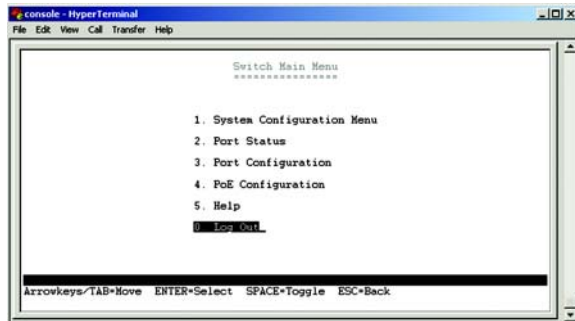 console - HyperTerminal
File Edit View Call Transfer Help
Switch Main Menu
================
1. System Configuration Menu
2. Port Status
3. Port Configuration
4. PoE Configuration
5. Help
0 Log Out
Arrowkeys/TAB=Move ENTER=Select SPACE=Toggle ESC=Back